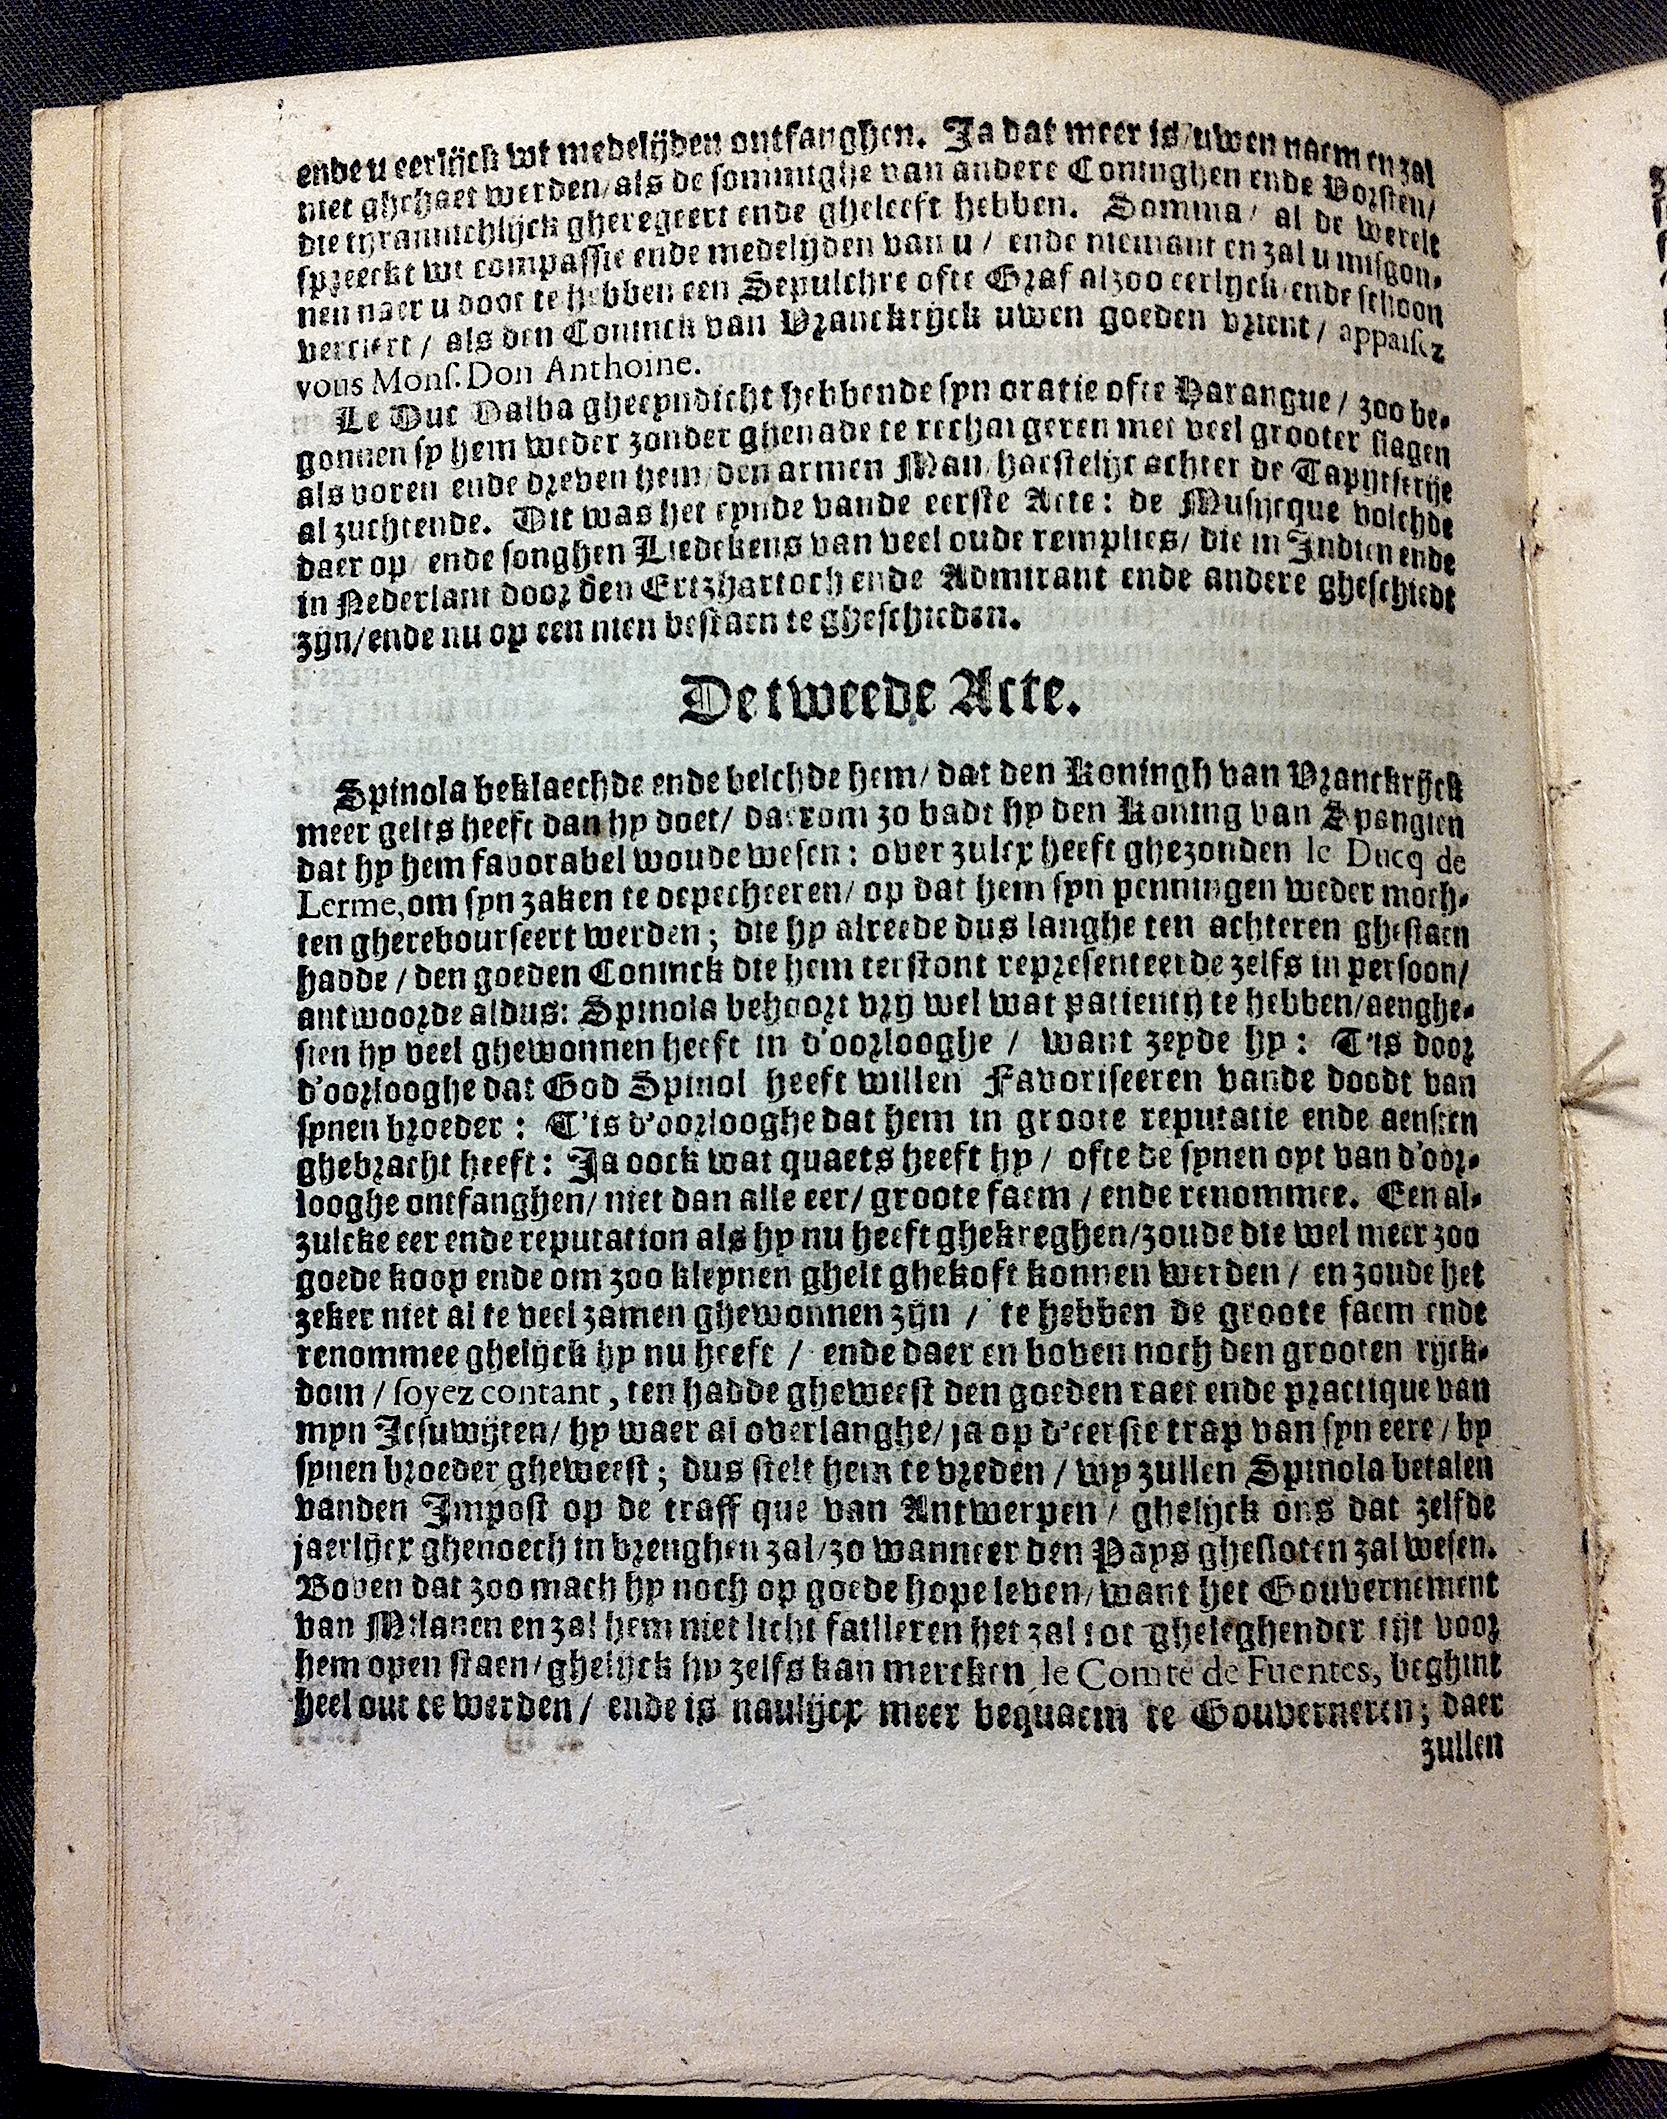 ende u eerlijck wt medelijden ontfanghen. Ja dat meer is/uwen naem en zal
niet ghehaet werden/als de sommighe van andere Coninghen ende Vorsten/
die tyrannichlijck gheregeert ende gheleeft hebben. Somma/ al de werelt
spreeckt wt compassie ende medelijden van u / ende niemant en zal u misgon-
nen naer u doot te hebben een Sepulchre ofte Graf alzoo eerlijck/ende schoon
verciert / als den Coninck van Vranckrijck uwen goeden vrient / appaisez
vous Monſ. Don Anthoine.
Le Duc Dalba gheeyndicht hebbende syn oratie ofte Harangue / zoo be-
gonnen sy hem weder zonder ghenade te rechargeren met veel grooter slagen
als voren ende dreven hem/den armen Man/haestelijc achter de Tapijtserije
al zuchtende. Dit was het eynde vande eerste Acte: de Musijcque volchde
daer op/ ende songhen Liedekens van veel oude remplies/ die in Indien ende
in Nederlant door den Ertzhartoch ende Admirant ende andere gheschiedt
zijn/ende nu op een nieu bestaen te gheschieden.
De tweede Acte.
Spinola beklaechde ende belchde hem/ dat den Koningh van Vranckrijck
meer gelts heeft dan hy doet/ daerom zo badt hy den Koning van Spangien
dat hy hem favorabel woude wesen: over zulcx heeft ghezonden le Ducq de
Lerme,om syn zaken te depecheeren/ op dat hem syn penningen weder moch-
ten gherebourseert werden; die hy alreede dus langhe ten achteren ghestaen
hadde / den goeden Coninck die hem terstont representeerde zelfs in persoon/
antwoorde aldus: Spinola behoort vrij wel wat patientij te hebben/aenghe-
sien hy veel ghewonnen heeft in d'oorlooghe / want zeyde hy: T'is door
d'oorlooghe dat God Spinol heeft willen Favoriseeren vande doodt van
synen broeder: T'is d'oorlooghe dat hem in groote reputatie ende aensien
ghebracht heeft: Ja oock wat quaets heeft hy / ofte de synen oyt van d'oor-
looghe ontfanghen/ niet dan alle eer/ groote faem / ende renommee. Een al-
zulcke eer ende reputation als hy nu heeft ghekreghen/zoude die wel meer zoo
goede koop ende om zoo kleynen ghelt ghekoft konnen werden / en zoude het
zeker niet al te veel zamen ghewonnen zijn / te hebben de groote faem ende
renommee ghelijck hy nu heeft / ende daer en boven noch den grooten rijck-
dom / soyez contant, ten hadde gheweest den goeden raet ende practique van
myn Jesuwijten/ hy waer al overlanghe/ ja op d'eerste trap van syn eere / by
synen broeder gheweest; dus stelt hem te vreden / wy zullen Spinola betalen
vanden Impost op de traffique van Antwerpen / ghelijck ons dat zelfde
jaerlijcx ghenoech in brenghen zal/zo wanneer den Pays ghesloten zal wesen.
Boven dat zoo mach hy noch op goede hope leven/want het Gouvernement
van Milanen en zal hem niet licht faillieren het zal tot gheleghender tijt voor
hem open staen/ghelijck hy zelfs kan mercken le Comte de Fuentes, beghint
heel out te werden/ ende is naulijcx meer bequaem te Gouverneren; daer
zullen